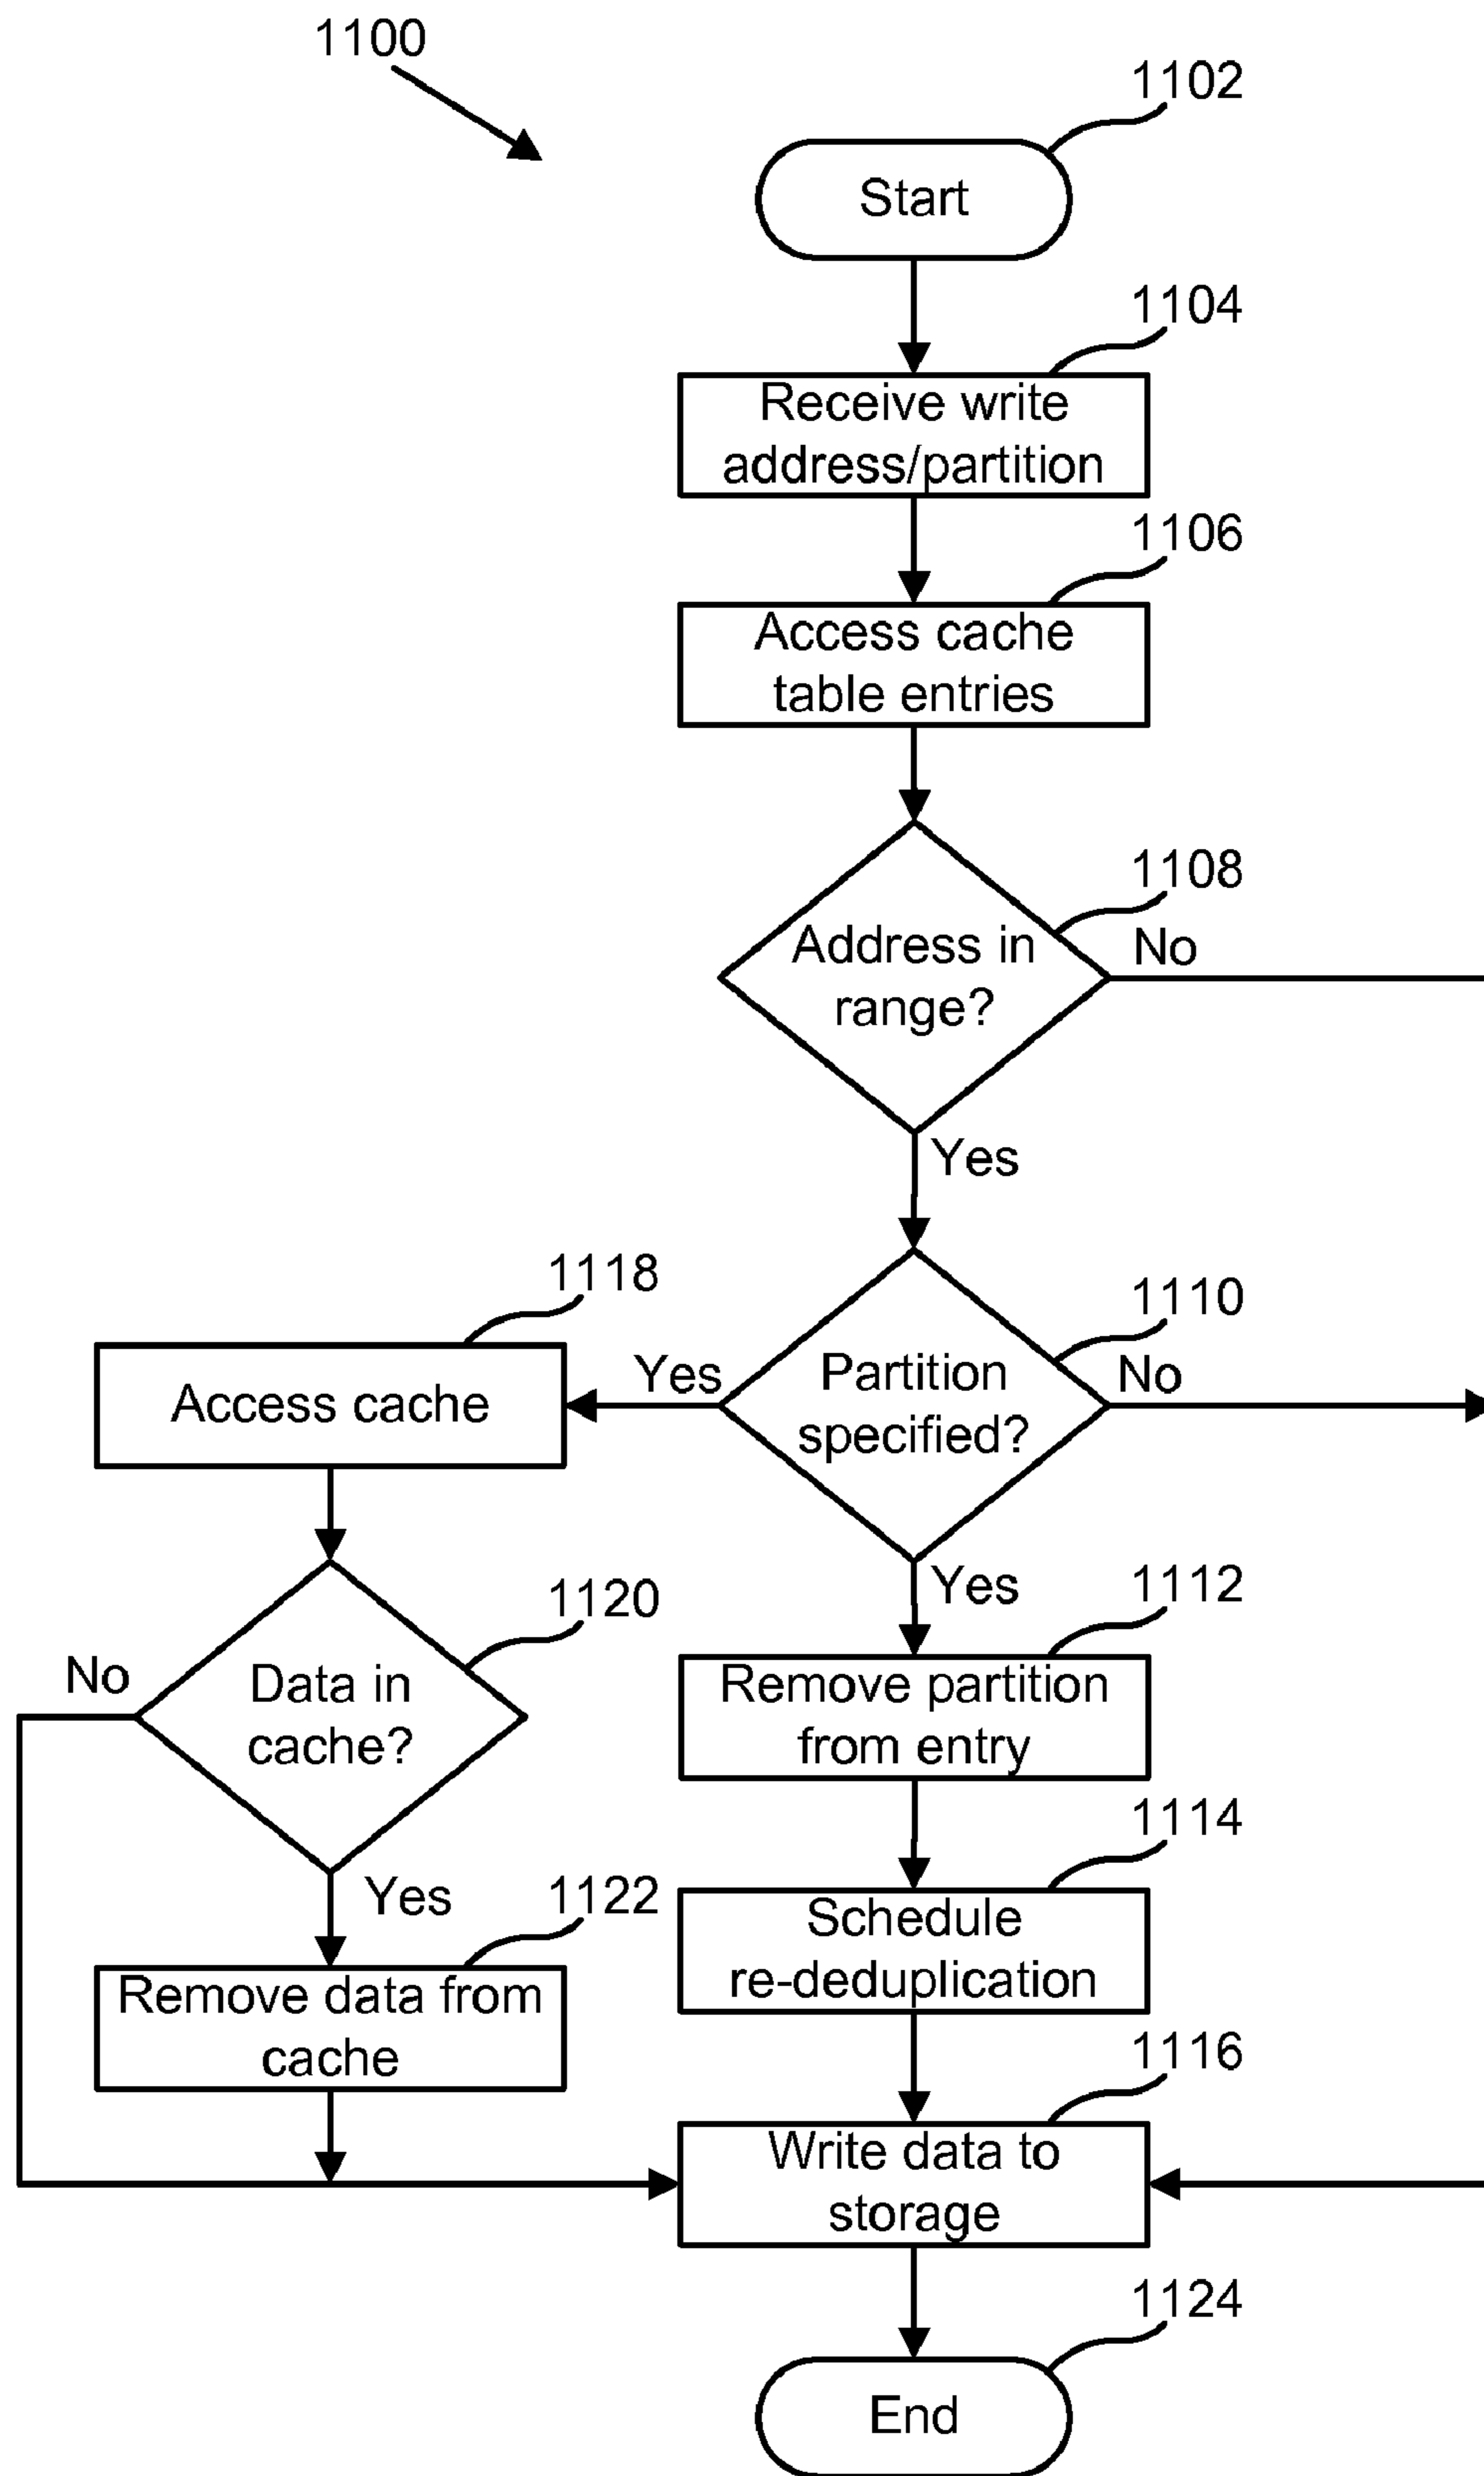 1100
1102
Start
1104
Receive write
address/partition
1106
Access cache
table entries
1108
Address in
range?
No
Yes
1118
1110
Access cache
Yes
Partition
specified?
No
1120
Yes
1112
No
Data in
cache?
Remove partition
from entry
1114
Yes
1122
Schedule
re-deduplication
Remove data from
cache
1116
Write data to
storage
1124
End